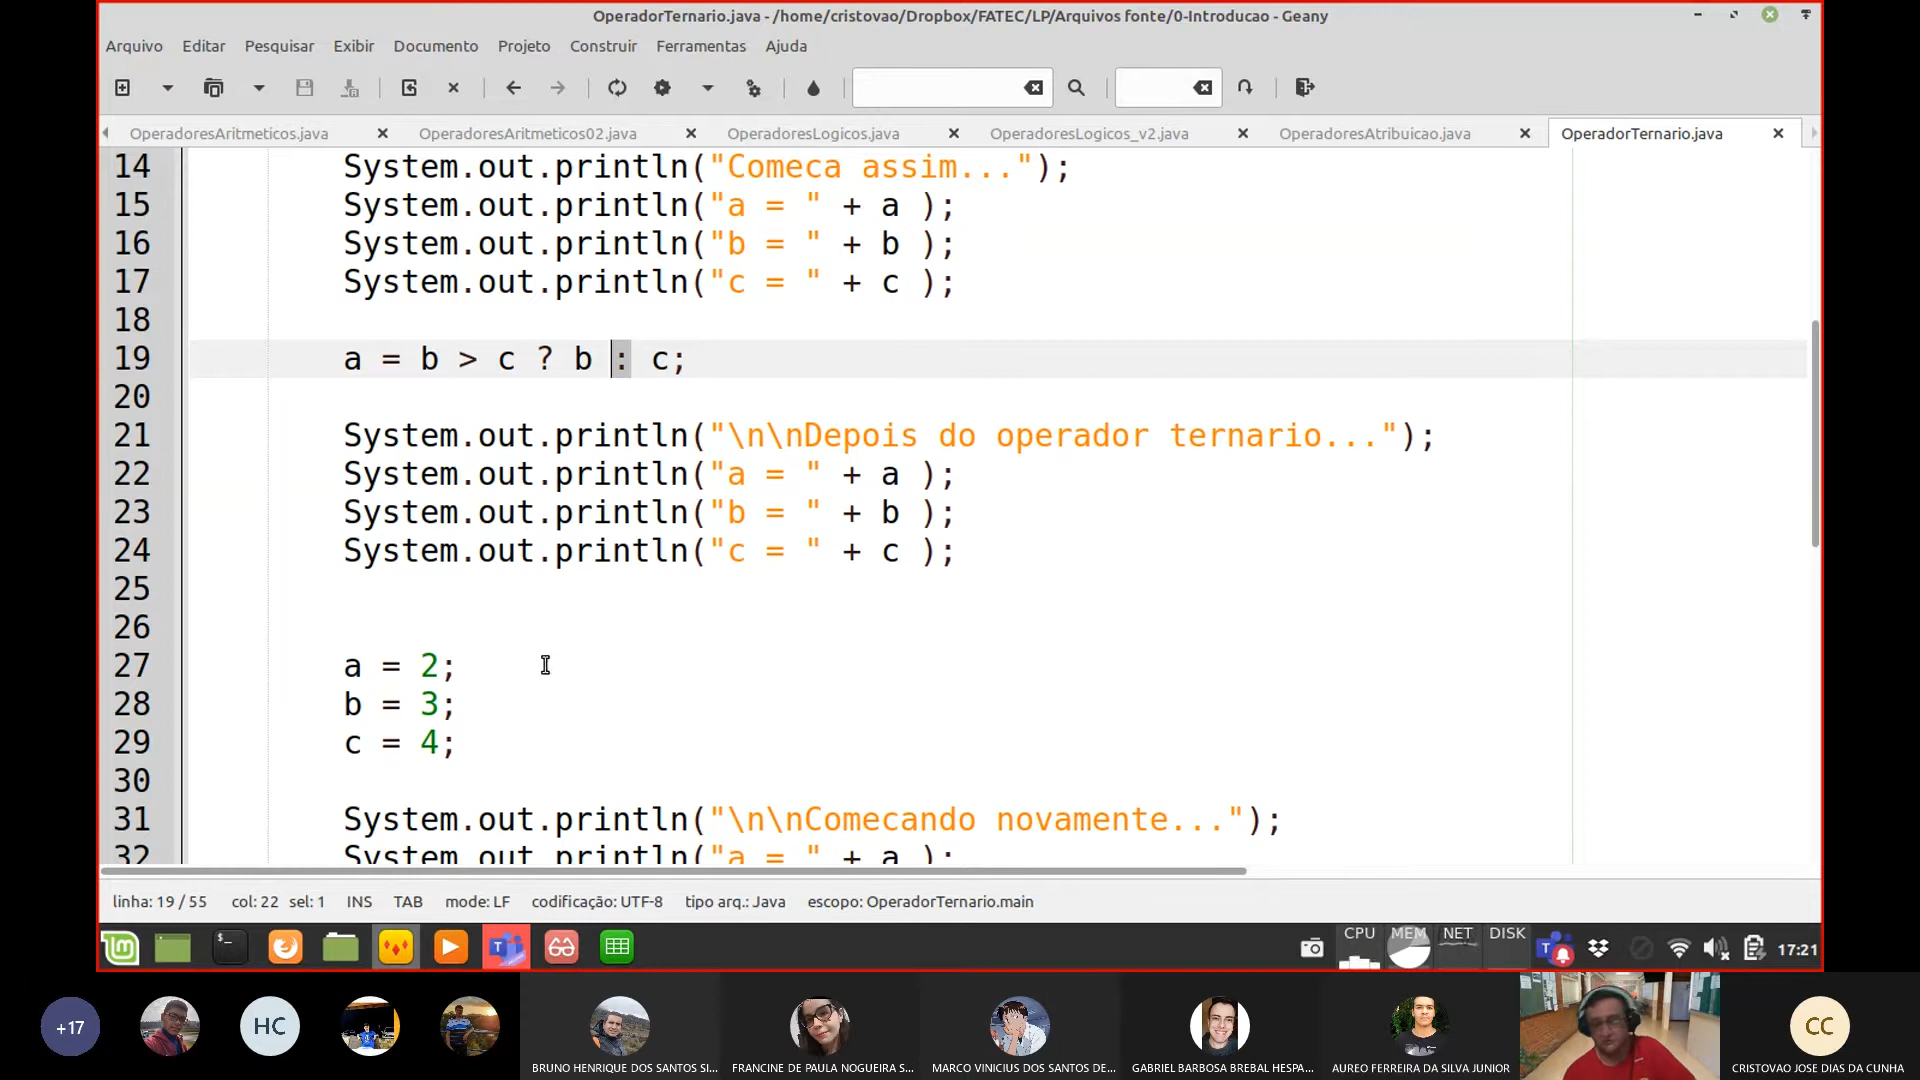 OperadorTernario.java - /home/cristovao/Dropbox/FATEC/LP/Arquivos fonte/0-Introducao - Geany
Arquivo Editar Pesquisar Exibir Documento Projeto Construir Ferramentas Ajuda
OperadoresAritmeticos.java OperadoresAritmeticos02.java OperadoresLogicos.java OperadoresLogicos_v2.java OperadoresAtribuicao.java OperadorTernario.java
14 System.out.println("Comeca assim...");
15 System.out.println("a = " + a );
16 System.out.println("b = " + b );
17 System.out.println("c = " + c );
18
19 a = b > c ? b : c;
20
21 System.out.println("\n\nDepois do operador ternario...");
22 System.out.println("a = " + a );
23 System.out.println("b = " + b );
24 System.out.println("c = " + c );
25
26
27 a = 2;
28 b = 3;
29 c = 4;
30
31 System.out.println("\n\nComecando novamente...");
32 System.out.println("a = " + a );
linha: 19 / 55 col: 22 sel: 1 INS TAB mode: LF codificação: UTF-8 tipo arq.: Java escopo: OperadorTernario.main
CPU MEM NET DISK 17:21
+17 HC CC
BRUNO HENRIQUE DOS SANTOS SI... FRANCINE DE PAULA NOGUEIRA S... MARCO VINICIUS DOS SANTOS DE... GABRIEL BARBOSA BREBAL HESPA... AUREO FERREIRA DA SILVA JUNIOR CRISTOVAO JOSE DIAS DA CUNHA